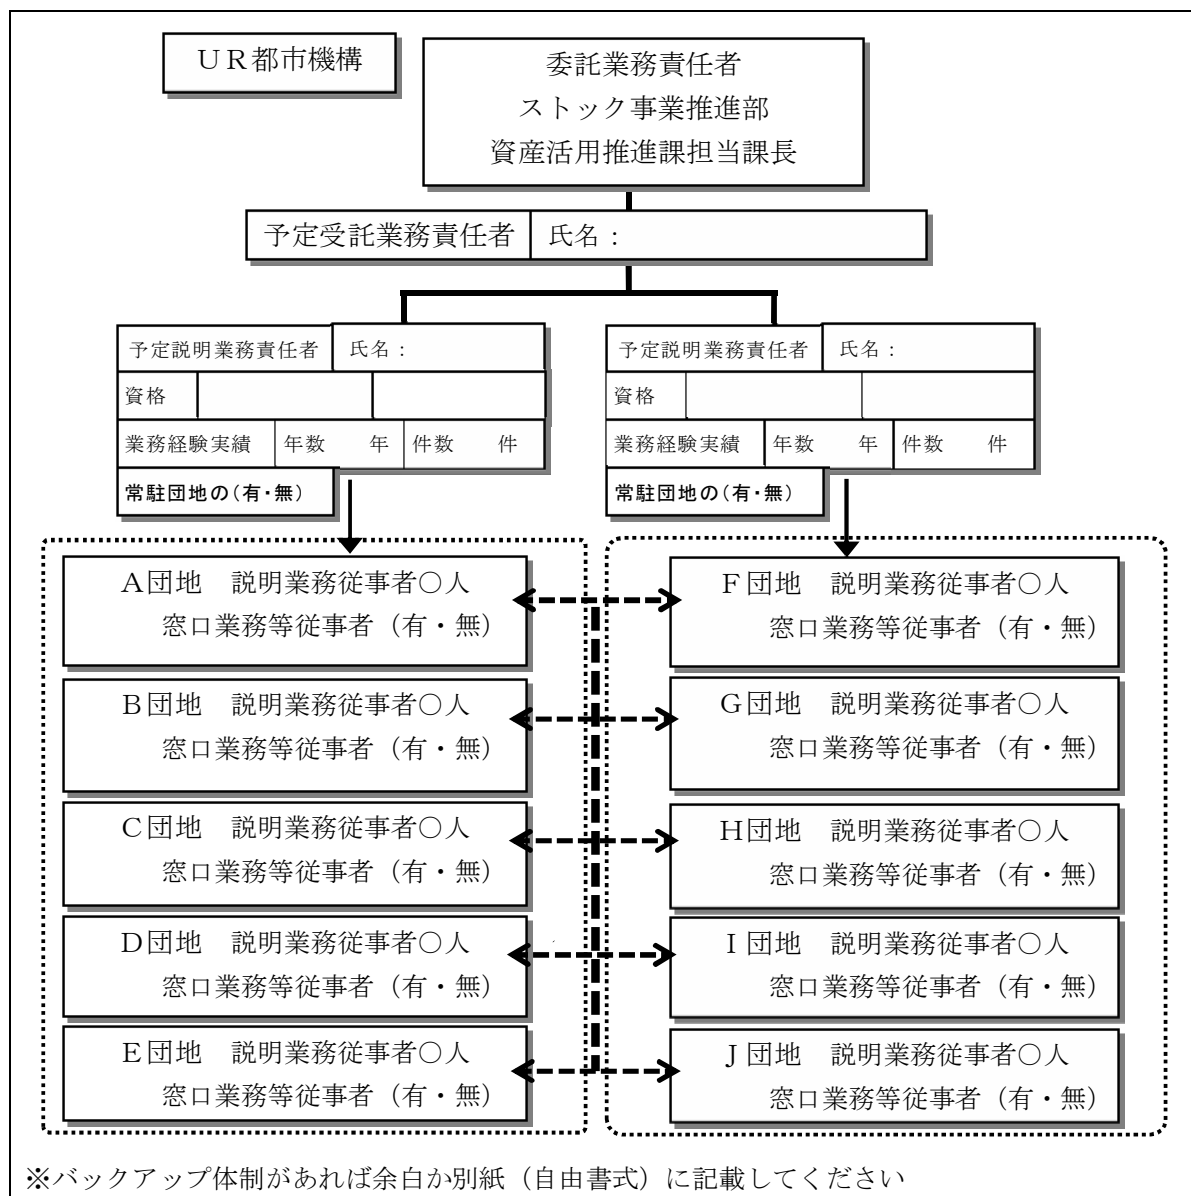 ＵＲ都市機構
委託業務責任者
ストック事業推進部
資産活用推進課担当課長
予定受託業務責任者 氏名：
予定説明業務責任者 氏名：
資格
業務経験実績 年数 年 件数 件
常駐団地の(有・無)
予定説明業務責任者 氏名：
資格
業務経験実績 年数 年 件数 件
常駐団地の(有・無)
Ａ団地　説明業務従事者〇人
窓口業務等従事者（有・無）
Ｂ団地　説明業務従事者〇人
窓口業務等従事者（有・無）
Ｃ団地　説明業務従事者〇人
窓口業務等従事者（有・無）
Ｄ団地　説明業務従事者〇人
窓口業務等従事者（有・無）
Ｅ団地　説明業務従事者〇人
窓口業務等従事者（有・無）
Ｆ団地　説明業務従事者〇人
窓口業務等従事者（有・無）
Ｇ団地　説明業務従事者〇人
窓口業務等従事者（有・無）
Ｈ団地　説明業務従事者〇人
窓口業務等従事者（有・無）
Ｉ団地　説明業務従事者〇人
窓口業務等従事者（有・無）
Ｊ団地　説明業務従事者〇人
窓口業務等従事者（有・無）
※バックアップ体制があれば余白か別紙（自由書式）に記載してください